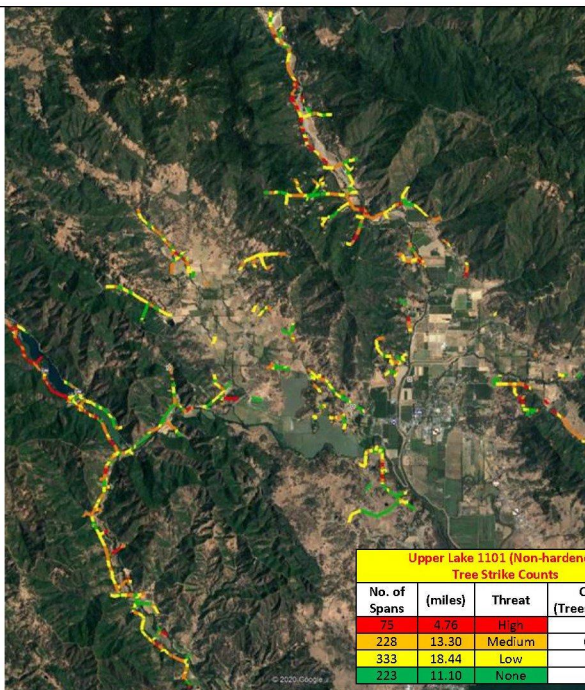 Upper Lake 1101 (Non-hardene
Tree Strike Counts
No. of Spans (miles) Threat (Trees
75 4.76 High
228 13.30 Medium
333 18.44 Low
223 11.10 None
© 2020 Google